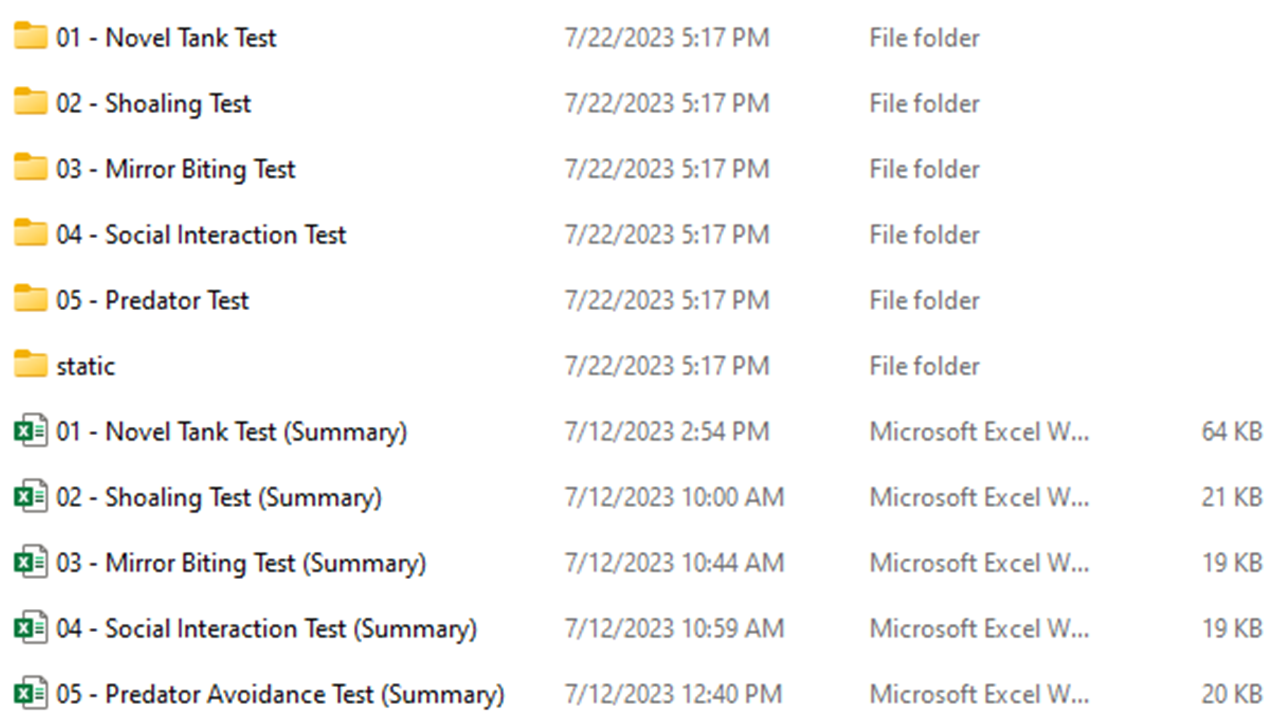 01 - Novel Tank Test 7/22/2023 5:17 PM File folder
02 - Shoaling Test 7/22/2023 5:17 PM File folder
03 - Mirror Biting Test 7/22/2023 5:17 PM File folder
04 - Social Interaction Test 7/22/2023 5:17 PM File folder
05 - Predator Test 7/22/2023 5:17 PM File folder
static 7/22/2023 5:17 PM File folder
01 - Novel Tank Test (Summary) 7/12/2023 2:54 PM Microsoft Excel W... 64 KB
02 - Shoaling Test (Summary) 7/12/2023 10:00 AM Microsoft Excel W... 21 KB
03 - Mirror Biting Test (Summary) 7/12/2023 10:44 AM Microsoft Excel W... 19 KB
04 - Social Interaction Test (Summary) 7/12/2023 10:59 AM Microsoft Excel W... 19 KB
05 - Predator Avoidance Test (Summary) 7/12/2023 12:40 PM Microsoft Excel W... 20 KB